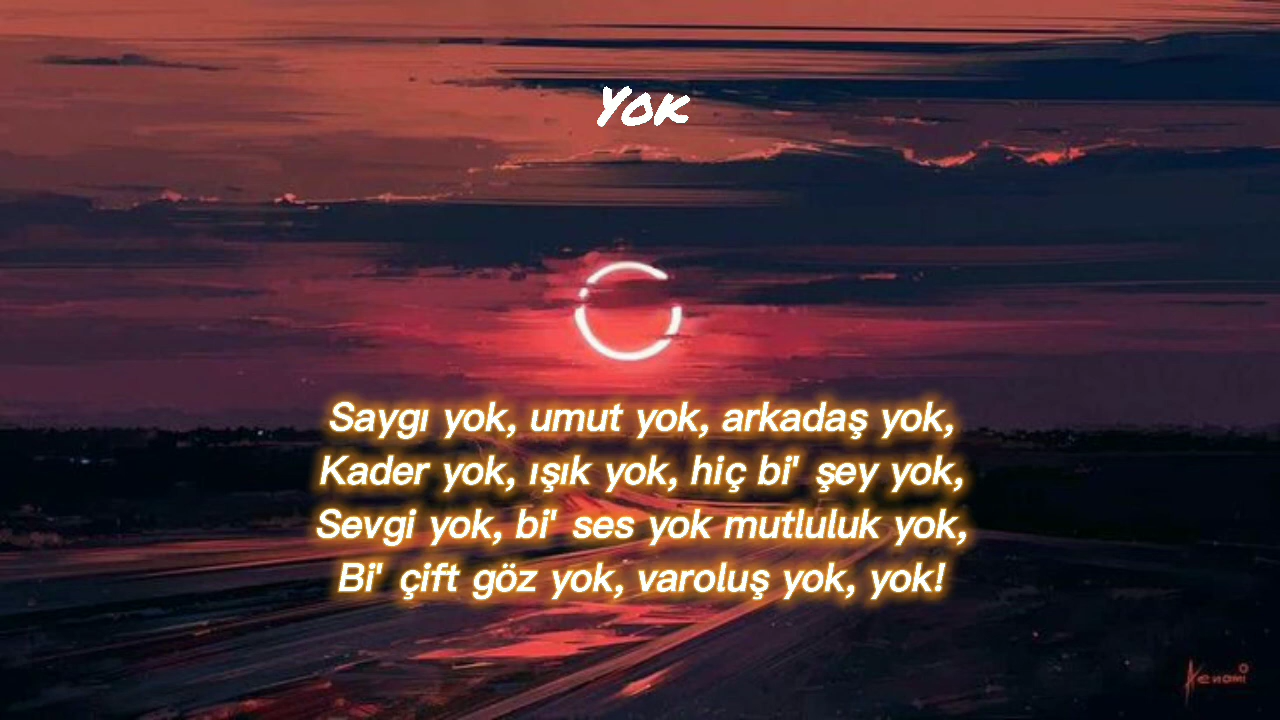 Yok
Saygı yok, umut yok, arkadaş yok,
Kader yok, ışık yok, hiç bi' şey yok,
Sevgi yok, bi' ses yok mutluluk yok,
Bi' çift göz yok, varoluş yok, yok!